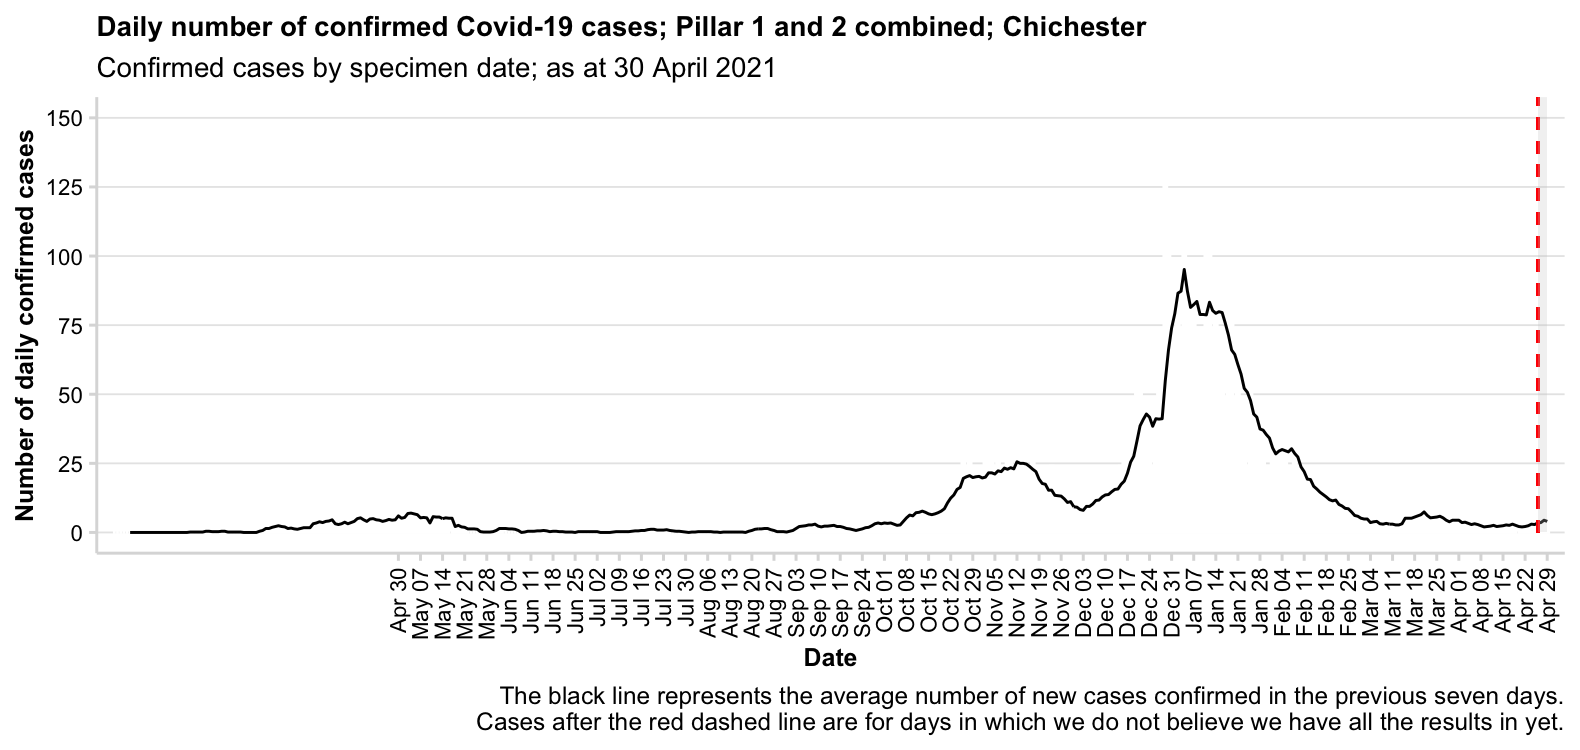 Daily number of confirmed Covid-19 cases; Pillar 1 and 2 combined; Chichester
Confirmed cases by specimen date; as at 30 April 2021
Number of daily confirmed cases
150
125
100
75
50
25
0
Apr 30
May 07
May 14
May 21
May 28
Jun 04
Jun 11
Jun 18
Jun 25
Jul 02
Jul 09
Jul 16
Jul 23
Jul 30
Aug 06
Aug 13
Aug 20
Aug 27
Sep 03
Sep 10
Sep 17
Sep 24
Oct 01
Oct 08
Oct 15
Oct 22
Oct 29
Nov 05
Nov 12
Nov 19
Nov 26
Dec 03
Dec 10
Dec 17
Dec 24
Dec 31
Jan 07
Jan 14
Jan 21
Jan 28
Feb 04
Feb 11
Feb 18
Feb 25
Mar 04
Mar 11
Mar 18
Mar 25
Apr 01
Apr 08
Apr 15
Apr 22
Apr 29
Date
The black line represents the average number of new cases confirmed in the previous seven days.
Cases after the red dashed line are for days in which we do not believe we have all the results in yet.